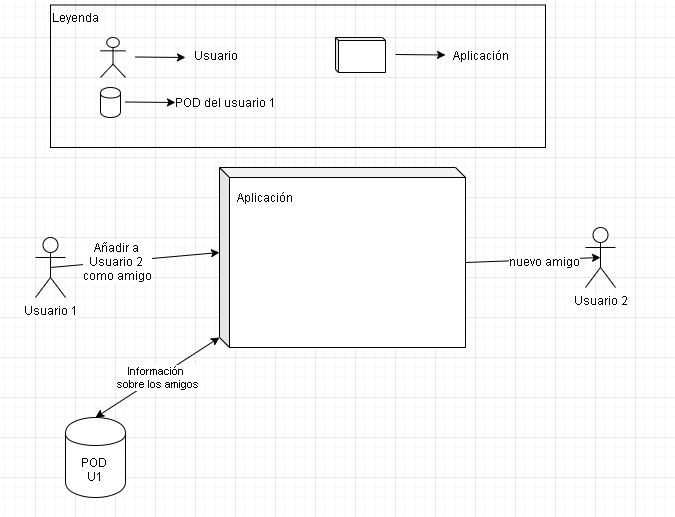 Leyenda
Usuario
Aplicación
POD del usuario 1
Aplicación
Añadir a
Usuario 2
como amigo
nuevo amigo
Usuario 1
Usuario 2
Información
sobre los amigos
POD
U1